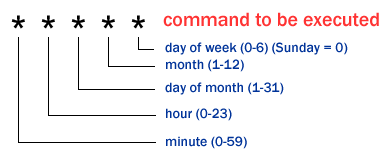 * * * * * command to be executed
day of week (0-6) (Sunday = 0)
month (1-12)
day of month (1-31)
hour (0-23)
minute (0-59)